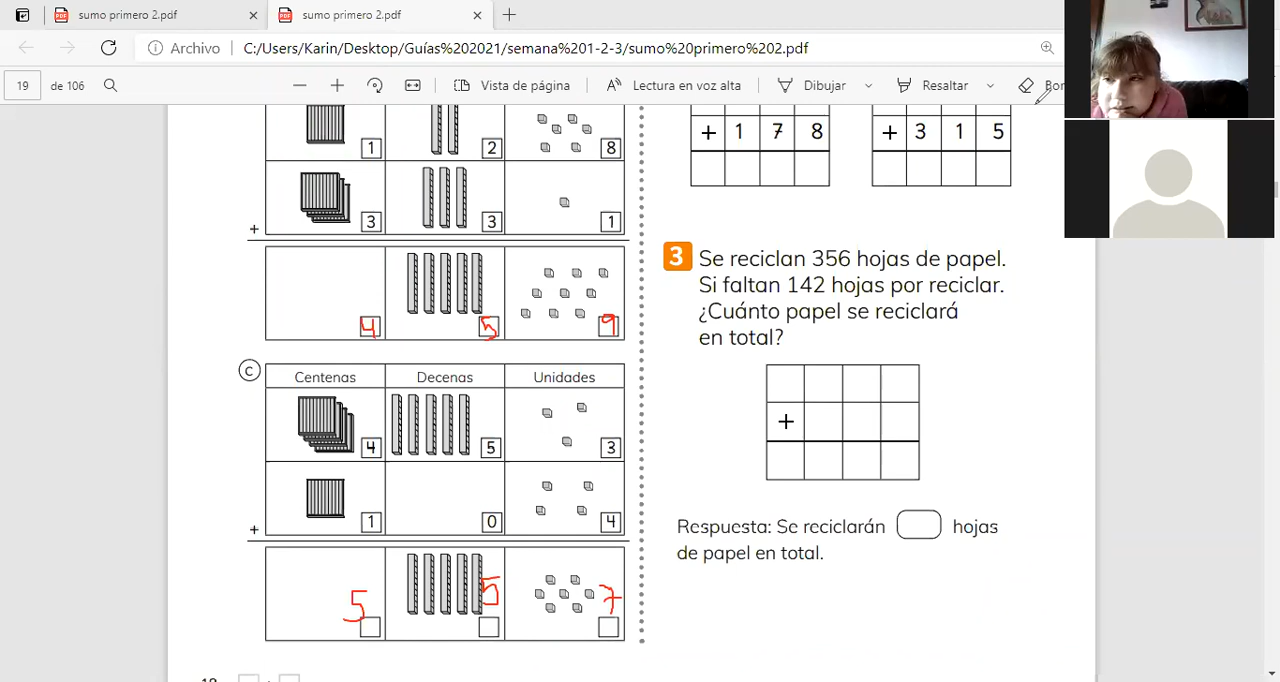 sumo primero 2.pdf
sumo primero 2.pdf
Archivo C:/Users/Karin/Desktop/Guías%202021/semana%201-2-3/sumo%20primero%202.pdf
19 de 106 Vista de página Lectura en voz alta Dibujar Resaltar
1 2 8
+ 3 3 1
4 5 9
c Centenas Decenas Unidades
4 5 3
+ 1 0 4
5 5 7
+ 1 7 8
+ 3 1 5
3 Se reciclan 356 hojas de papel.
Si faltan 142 hojas por reciclar.
¿Cuánto papel se reciclará
en total?
+
Respuesta: Se reciclarán hojas
de papel en total.